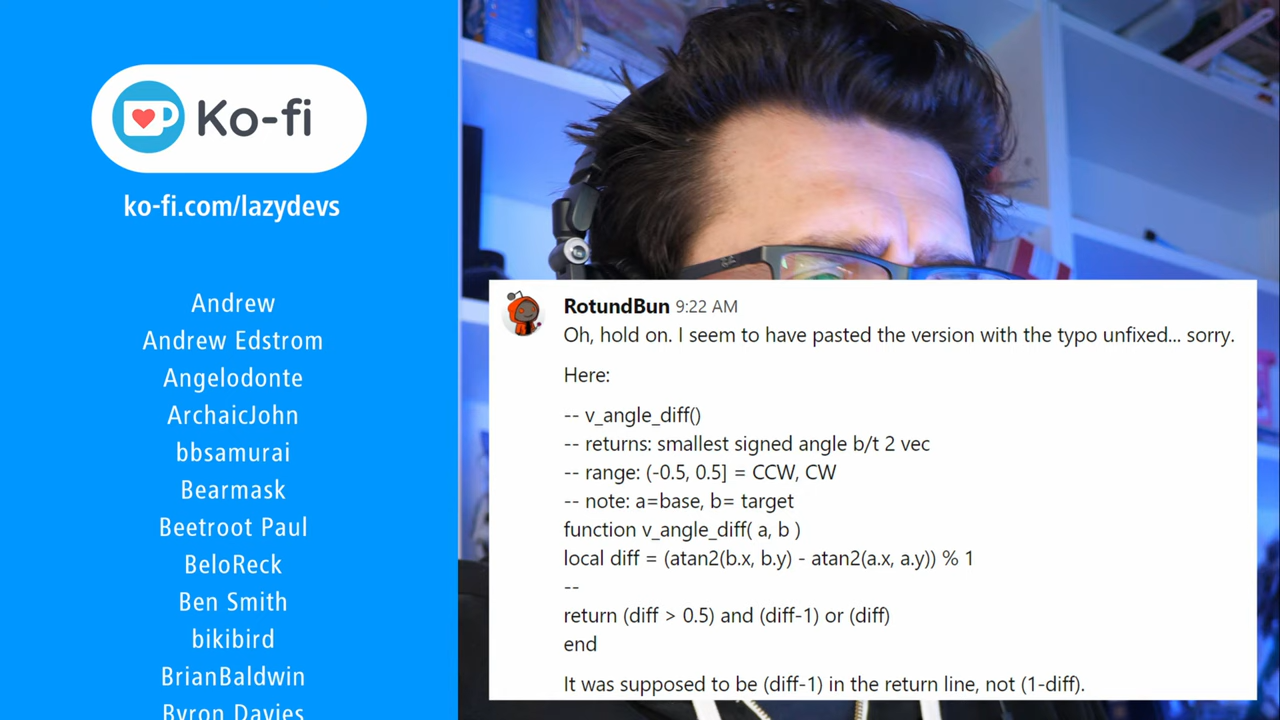 Ko-fi
ko-fi.com/lazydevs
Andrew
Andrew Edstrom
Angelodonte
ArchaicJohn
bbsamurai
Bearmask
Beetroot Paul
BeloReck
Ben Smith
bikibird
BrianBaldwin
Byron Davies
RotundBun 9:22 AM
Oh, hold on. I seem to have pasted the version with the typo unfixed... sorry.
Here:
-- v_angle_diff()
-- returns: smallest signed angle b/t 2 vec
-- range: (-0.5, 0.5] = CCW, CW
-- note: a=base, b= target
function v_angle_diff( a, b )
local diff = (atan2(b.x, b.y) - atan2(a.x, a.y)) % 1
--
return (diff > 0.5) and (diff-1) or (diff)
end
It was supposed to be (diff-1) in the return line, not (1-diff).